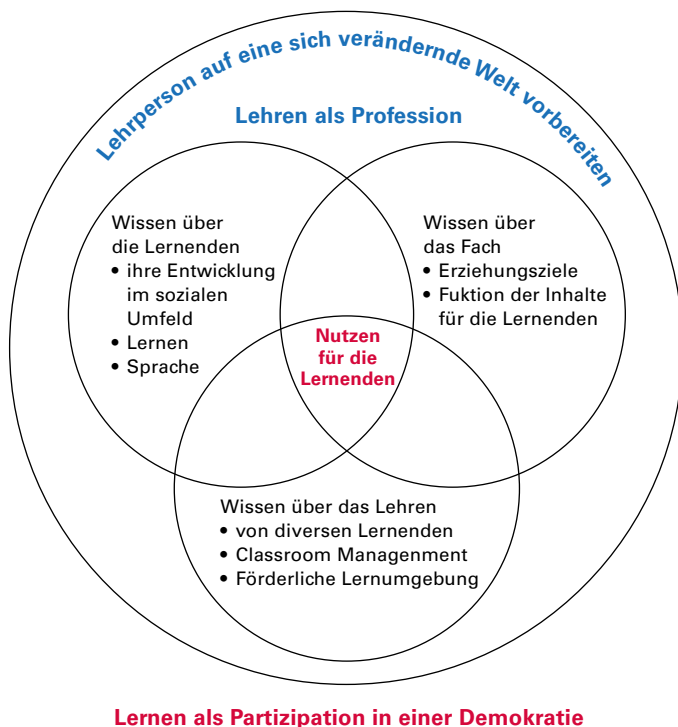 Lehrperson auf eine sich verändernde Welt vorbereiten
Lehren als Profession
Wissen über
die Lernenden
• ihre Entwicklung
im sozialen
Umfeld
• Lernen
• Sprache
Wissen über
das Fach
• Erziehungsziele
• Fuktion der Inhalte
für die Lernenden
Nutzen
für die
Lernenden
Wissen über das Lehren
• von diversen Lernenden
• Classroom Managenment
• Förderliche Lernumgebung
Lernen als Partizipation in einer Demokratie